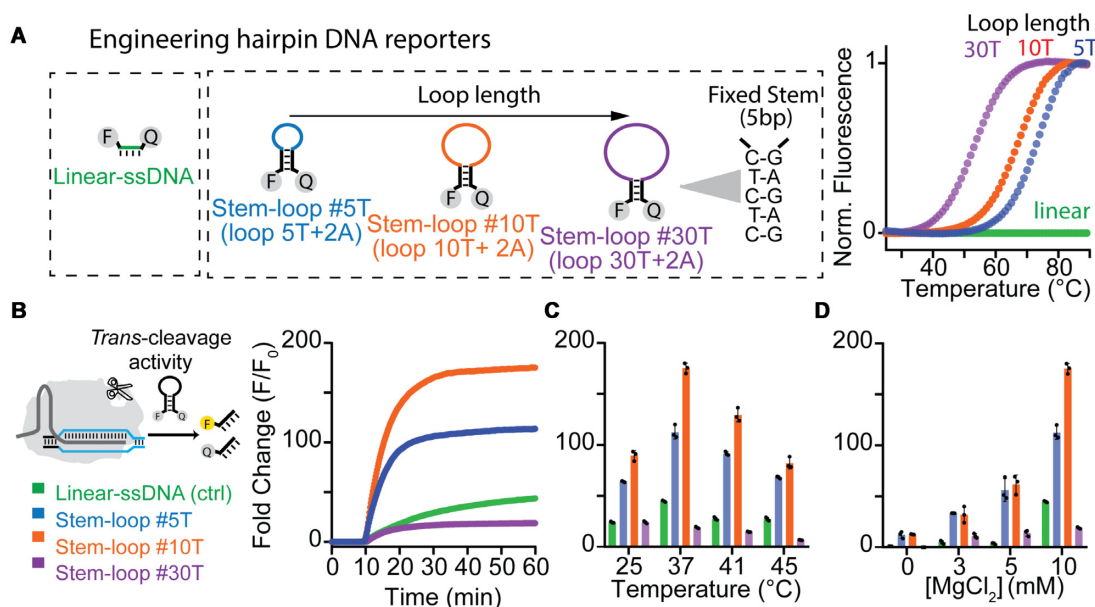 A
Engineering hairpin DNA reporters
F Q
Linear-ssDNA
Loop length
F Q
Stem-loop #5T
(loop 5T+2A)
F Q
Stem-loop #10T
(loop 10T+ 2A)
F Q
Stem-loop #30T
(loop 30T+2A)
Fixed Stem
(5bp)
C-G
T-A
C-G
T-A
C-G
Loop length
30T 10T 5T
Norm. Fluorescence
1
0
linear
40 60 80
Temperature (°C)
B
Trans-cleavage
activity
F Q
F
Q
Linear-ssDNA (ctrl)
Stem-loop #5T
Stem-loop #10T
Stem-loop #30T
Fold Change (F/F0)
200
100
0
0 10 20 30 40 50 60
Time (min)
C
200
100
0
25 37 41 45
Temperature (°C)
D
200
100
0
0 3 5 10
[MgCl2] (mM)